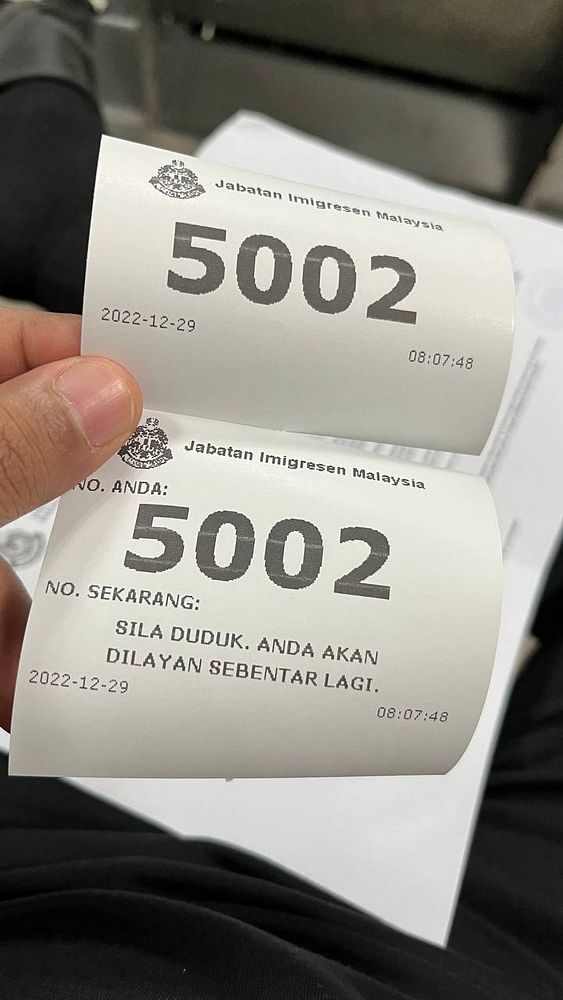 Jabatan Imigresen Malaysia
5002
2022-12-29
08:07:48
Jabatan Imigresen Malaysia
NO. ANDA:
5002
NO. SEKARANG:
SILA DUDUK. ANDA AKAN
DILAYAN SEBENTAR LAGI.
2022-12-29
08:07:48